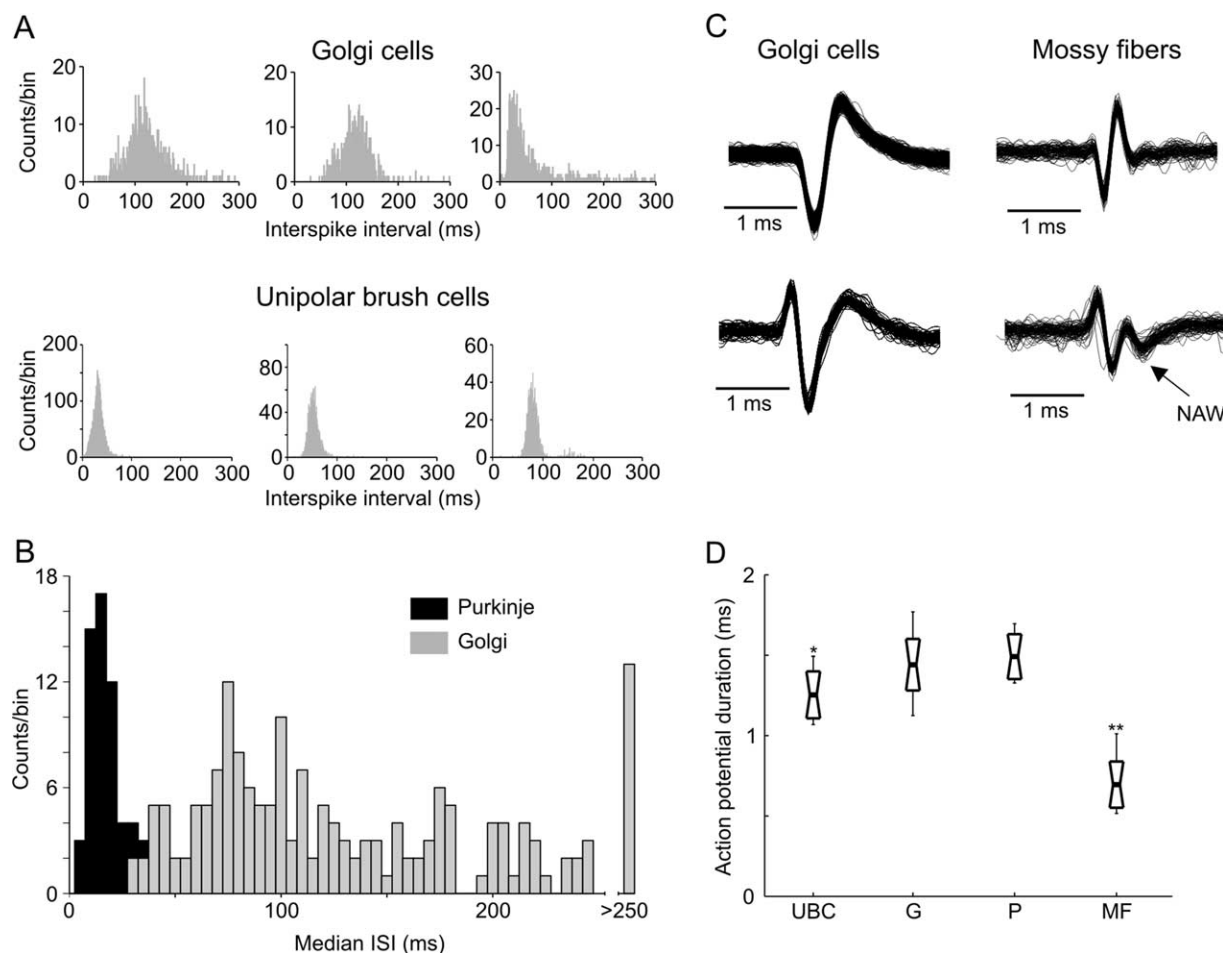 A
Golgi cells
Counts/bin
20
10
0
0 100 200 300
20
10
0
0 100 200 300
30
20
10
0
0 100 200 300
Interspike interval (ms)
Unipolar brush cells
Counts/bin
200
100
0
0 100 200 300
80
40
0
0 100 200 300
60
40
20
0
0 100 200 300
Interspike interval (ms)
B
Counts/bin
18
12
6
0
Purkinje
Golgi
0 100 200 >250
Median ISI (ms)
C
Golgi cells Mossy fibers
1 ms 1 ms
1 ms 1 ms
NAW
D
Action potential duration (ms)
2
1
0
*
**
UBC G P MF